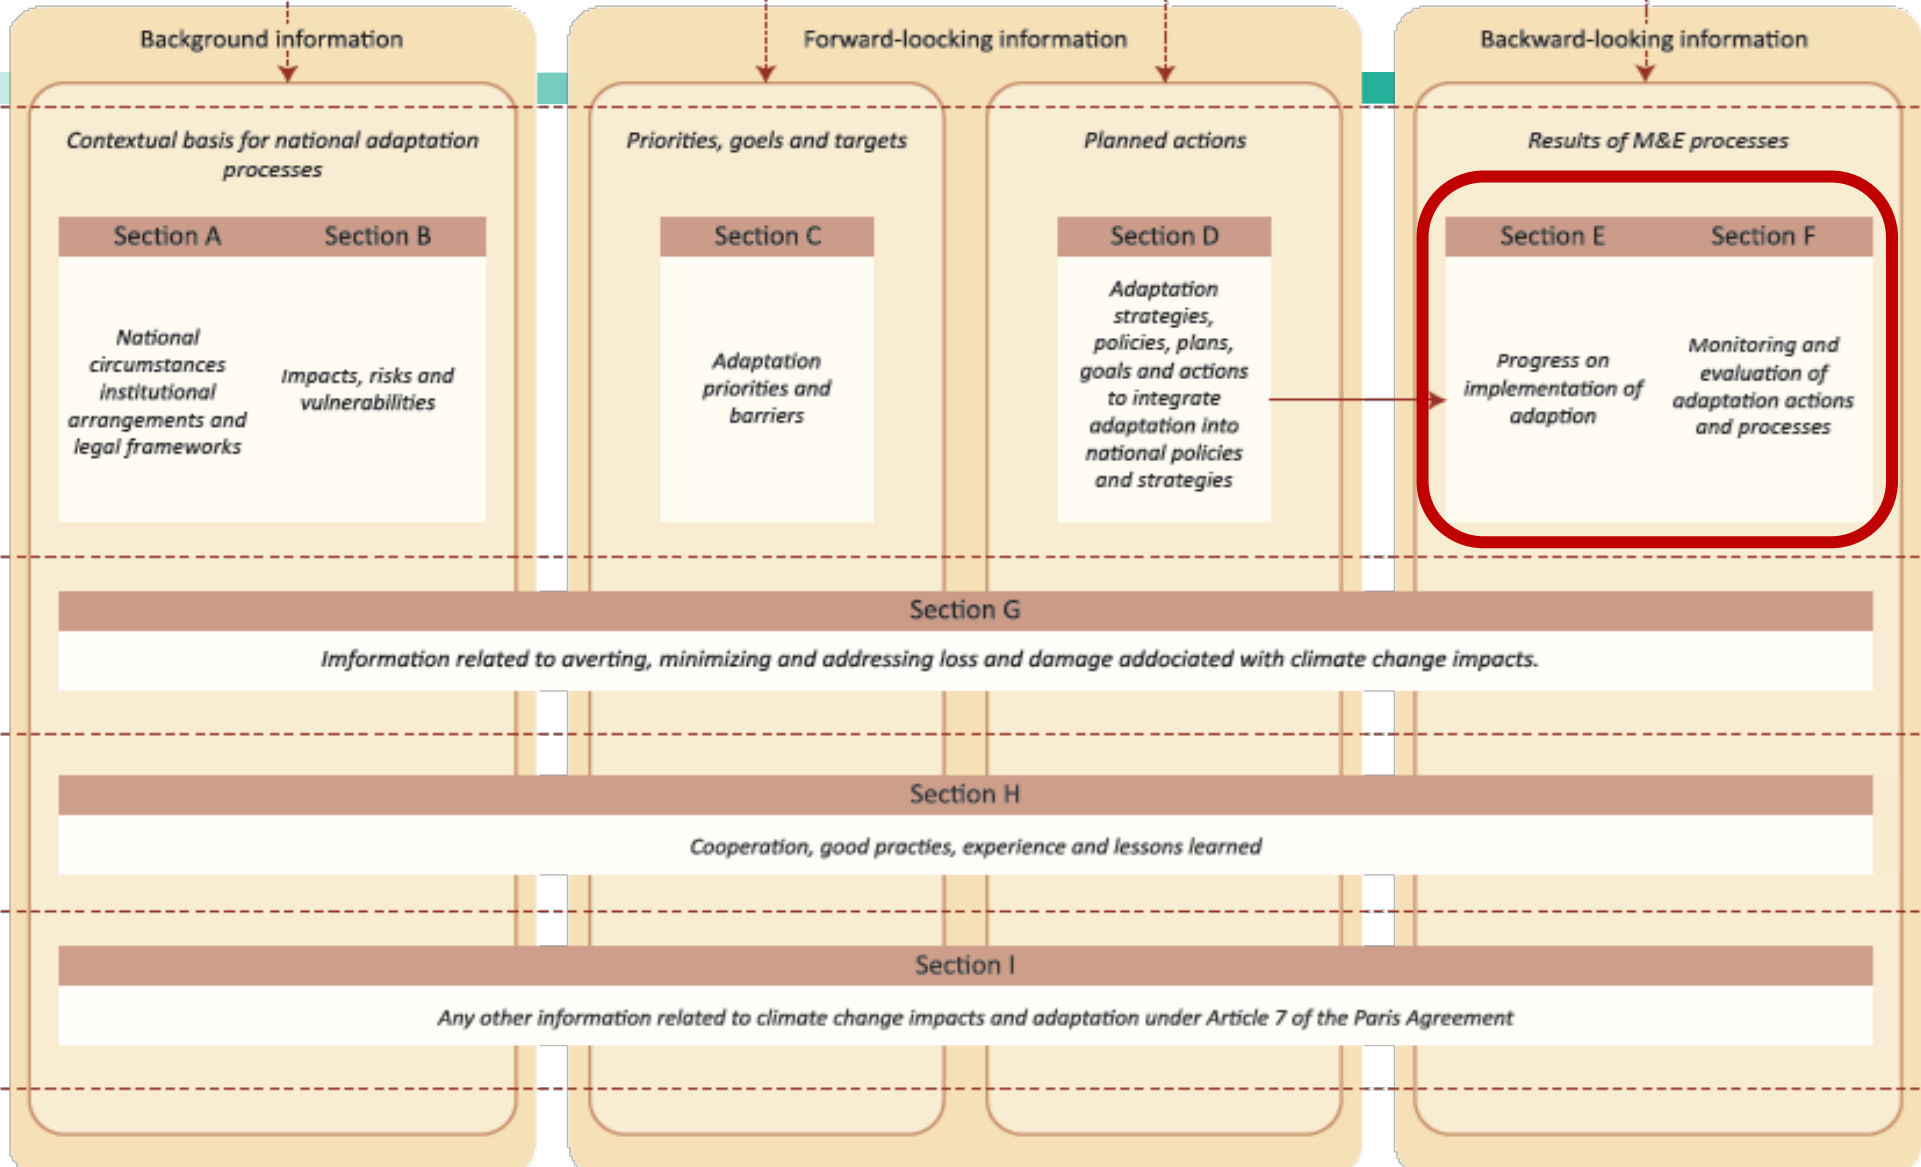 Background information
Contextual basis for national adaptation
processes
Section A
National
circumstances
institutional
arrangements and
legal frameworks
Section B
Impacts, risks and
vulnerabilities
Forward-loocking information
Priorities, goels and targets
Section C
Adaptation
priorities and
barriers
Planned actions
Section D
Adaptation
strategies,
policies, plans,
goals and actions
to integrate
adaptation into
national policies
and strategies
Backward-looking information
Results of M&E processes
Section E
Progress on
implementation of
adaption
Section F
Monitoring and
evaluation of
adaptation actions
and processes
Section G
Imformation related to averting, minimizing and addressing loss and damage addociated with climate change impacts.
Section H
Cooperation, good practies, experience and lessons learned
Section I
Any other information related to climate change impacts and adaptation under Article 7 of the Paris Agreement